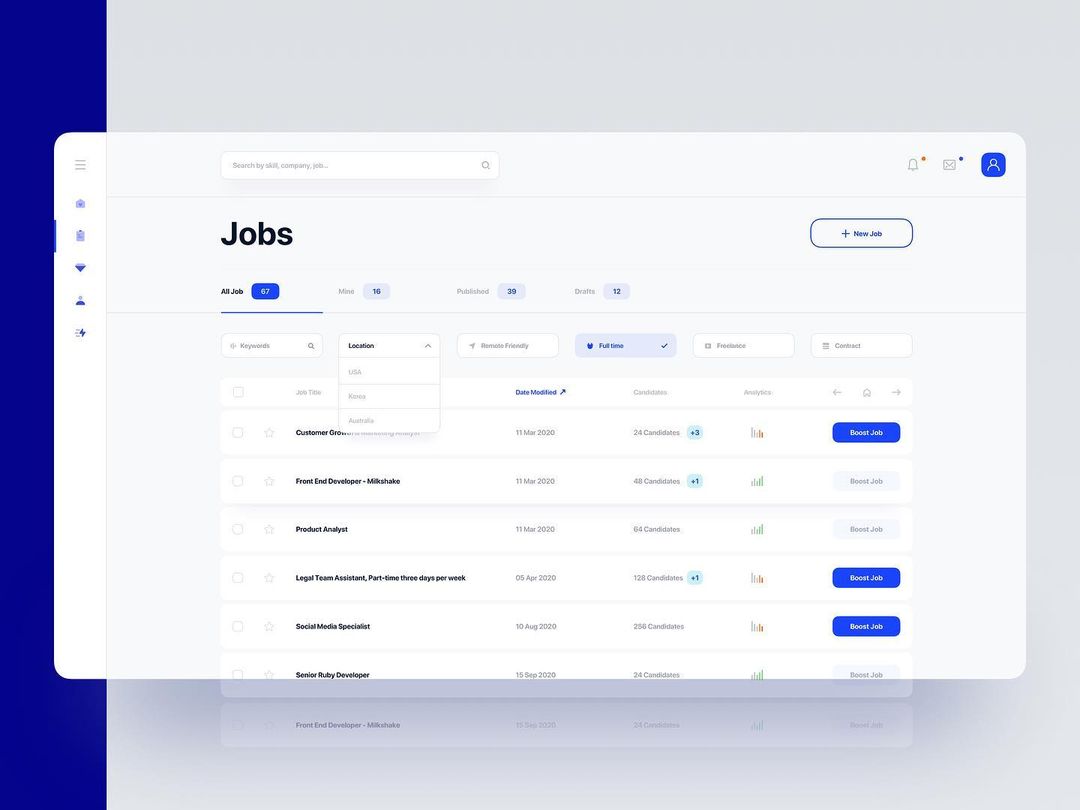 Search by skill, company, job...
Jobs
New Job
All Job 67 Mine 16 Published 39 Drafts 12
Keywords Location Remote Friendly Full time Freelance Contract
USA
Korea
Australia
Job Title Date Modified Candidates Analytics
Customer Growth & Marketing Analyst 11 Mar 2020 24 Candidates +3 Boost Job
Front End Developer - Milkshake 11 Mar 2020 48 Candidates +1 Boost Job
Product Analyst 11 Mar 2020 64 Candidates Boost Job
Legal Team Assistant, Part-time three days per week 05 Apr 2020 128 Candidates +1 Boost Job
Social Media Specialist 10 Aug 2020 256 Candidates Boost Job
Senior Ruby Developer 15 Sep 2020 24 Candidates Boost Job
Front End Developer - Milkshake 15 Sep 2020 24 Candidates Boost Job